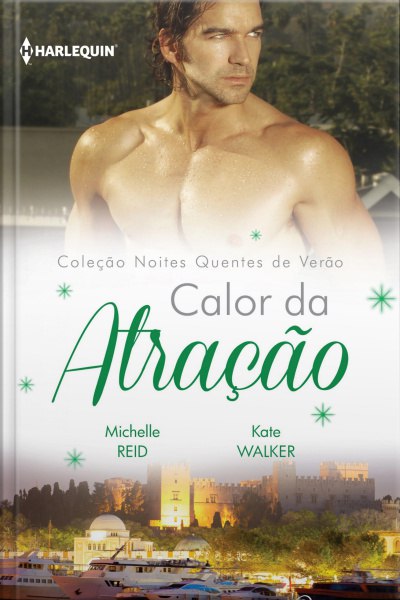 HARLEQUIN
Coleção Noites Quentes de Verão
Calor da
Atração
Michelle Kate
REID WALKER